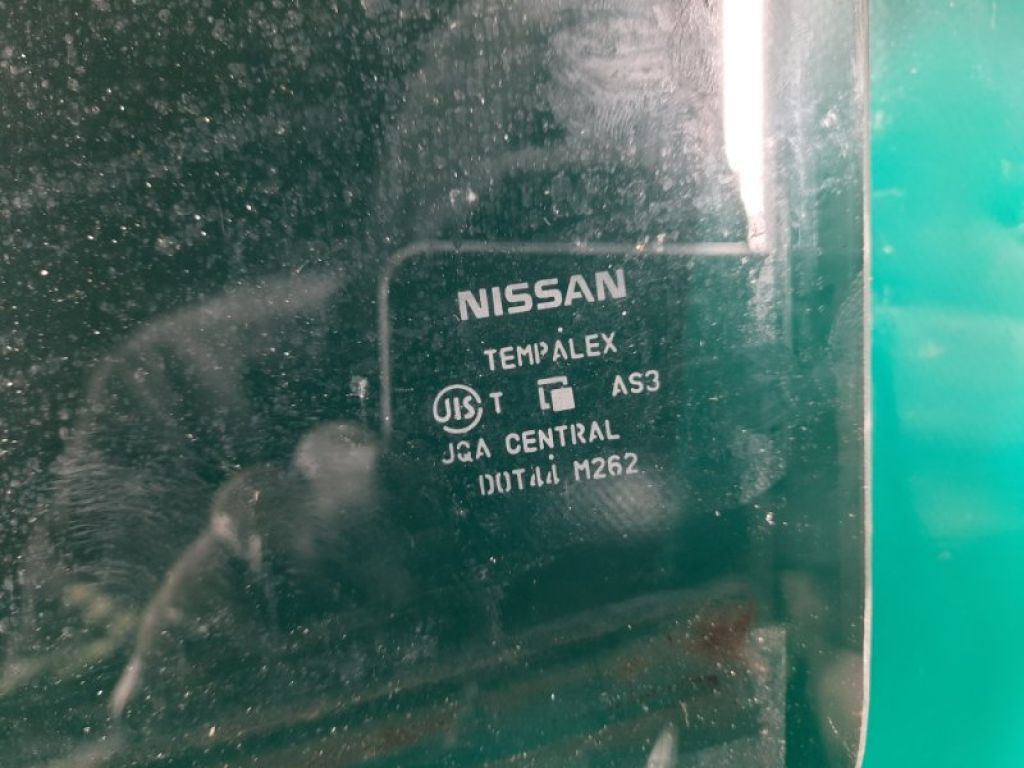 NISSAN
TEMPALEX
JIS T AS3
JQA CENTRAL
DOT44 M262